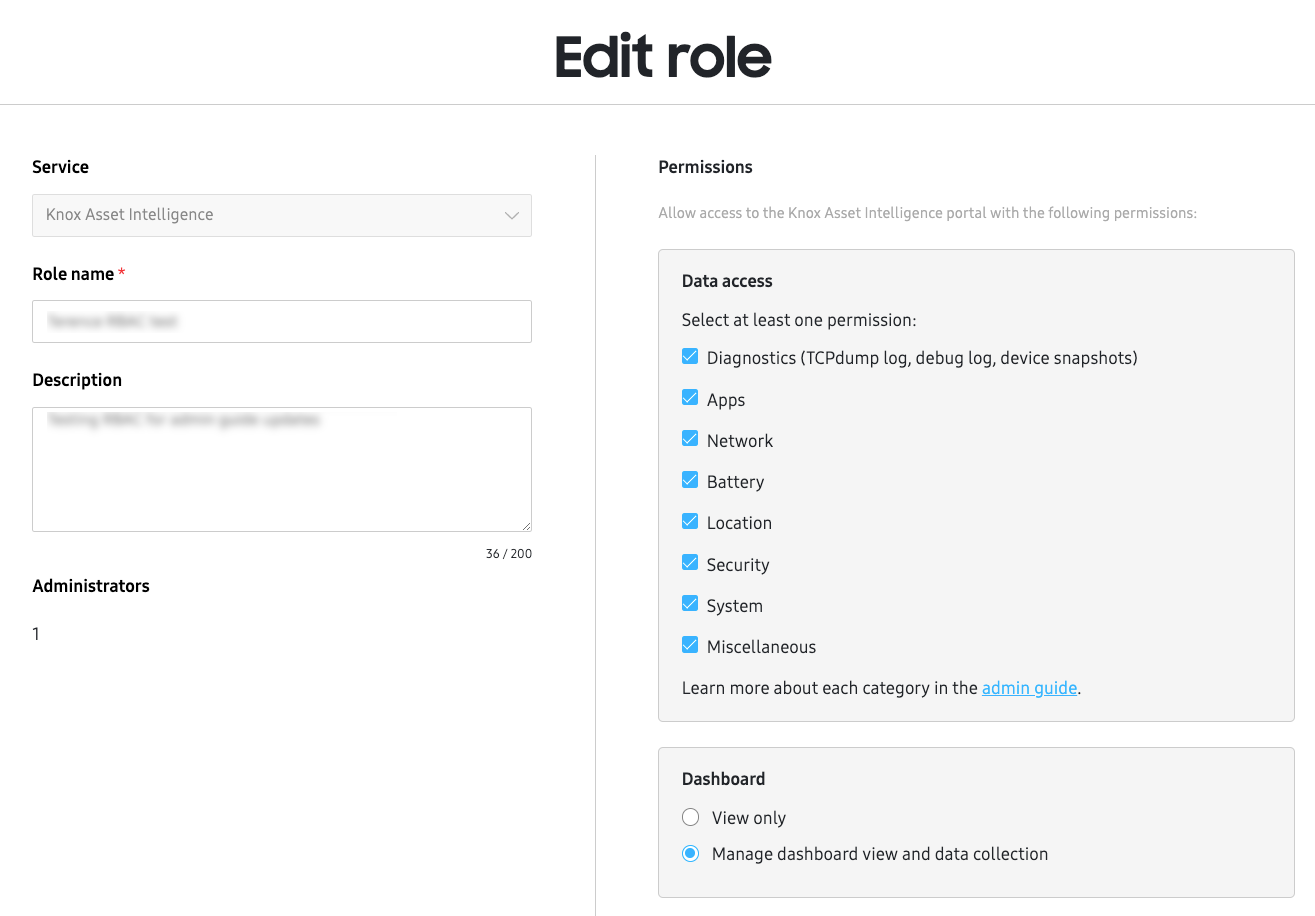 Edit role
Service
Knox Asset Intelligence
Role name *
Description
36 / 200
Administrators
1
Permissions
Allow access to the Knox Asset Intelligence portal with the following permissions:
Data access
Select at least one permission:
Diagnostics (TCPdump log, debug log, device snapshots)
Apps
Network
Battery
Location
Security
System
Miscellaneous
Learn more about each category in the admin guide.
Dashboard
View only
Manage dashboard view and data collection